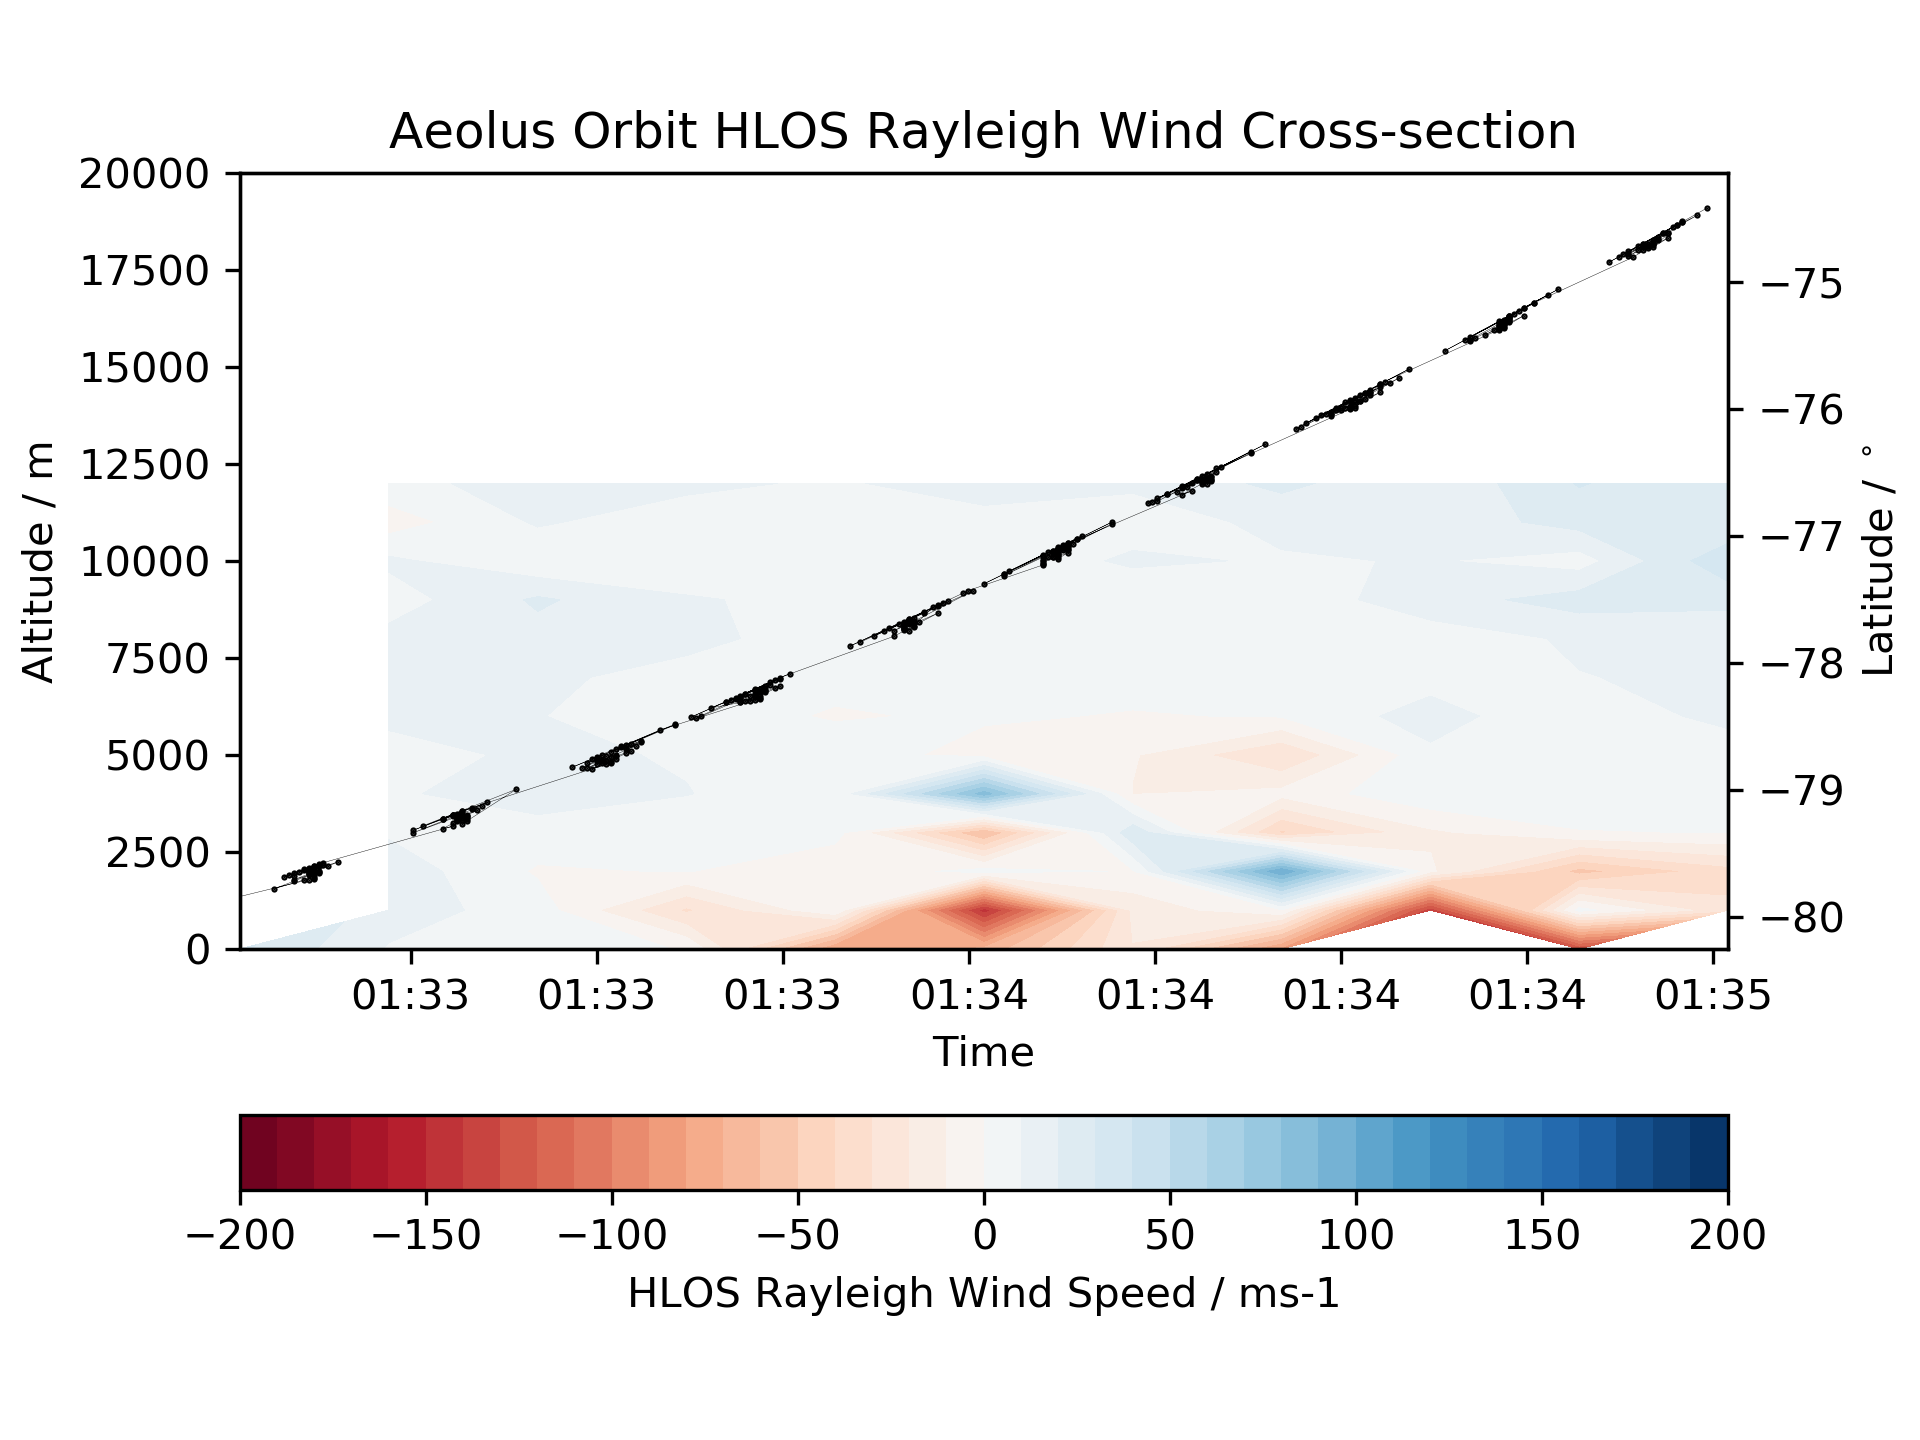 Aeolus Orbit HLOS Rayleigh Wind Cross-section
20000
17500
15000
12500
10000
7500
5000
2500
0
Altitude / m
−75
−76
−77
−78
−79
−80
Latitude / °
01:33 01:33 01:33 01:34 01:34 01:34 01:34 01:35
Time
−200 −150 −100 −50 0 50 100 150 200
HLOS Rayleigh Wind Speed / ms-1